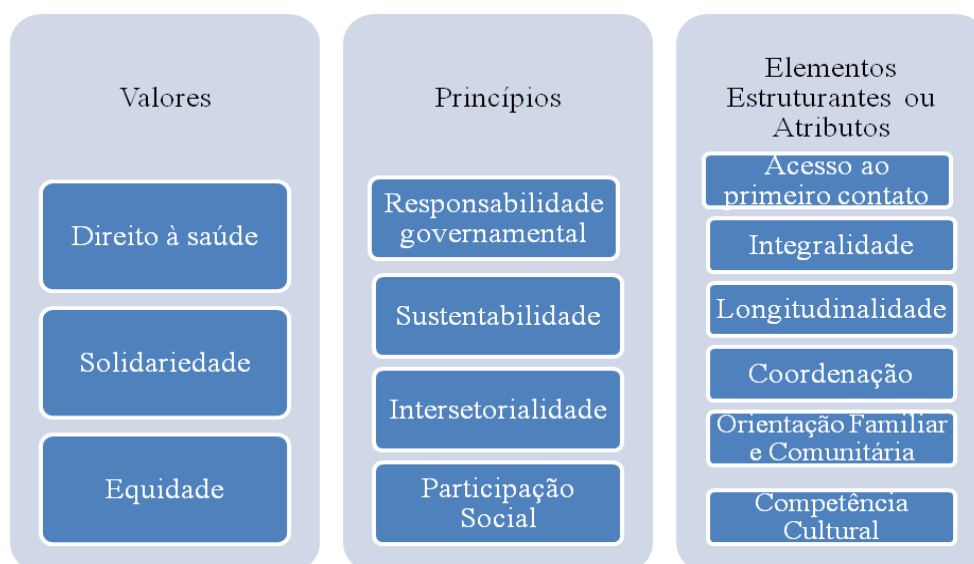 Valores
Direito à saúde
Solidariedade
Equidade
Princípios
Responsabilidade
governamental
Sustentabilidade
Intersetorialidade
Participação
Social
Elementos
Estruturantes ou
Atributos
Acesso ao
primeiro contato
Integralidade
Longitudinalidade
Coordenação
Orientação Familiar
e Comunitária
Competência
Cultural